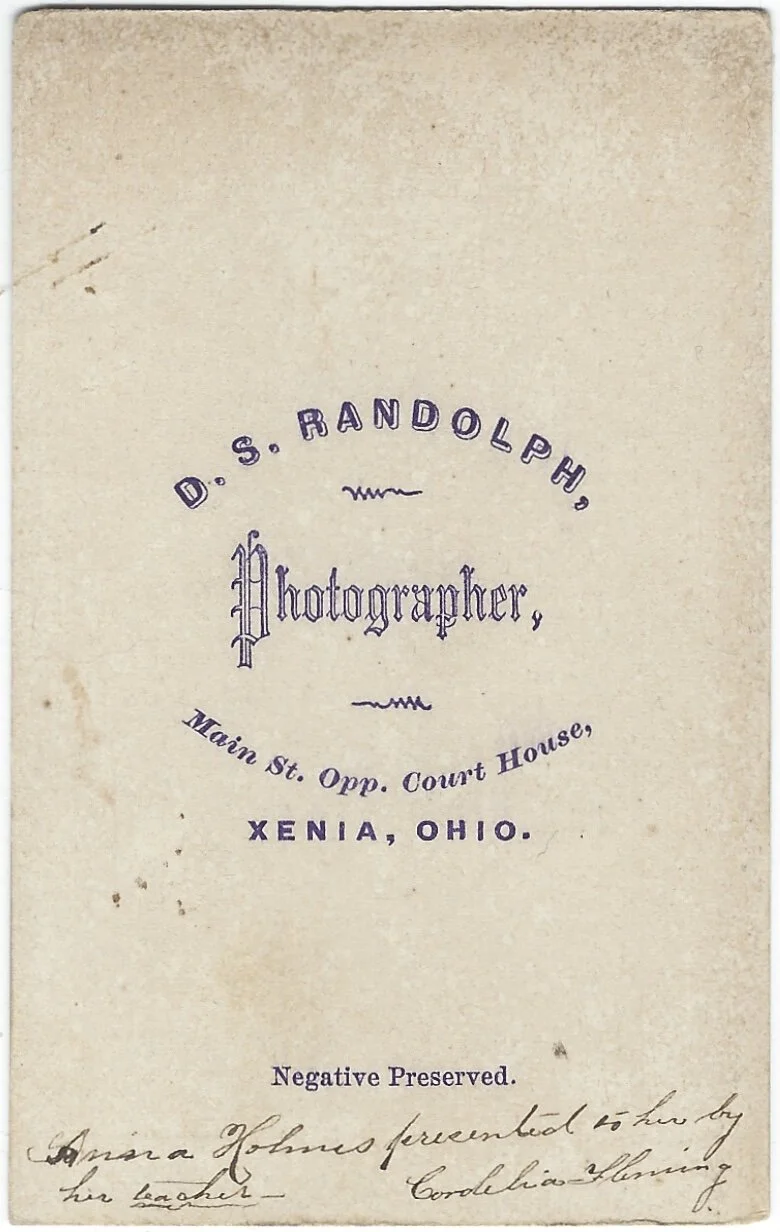 D. S. RANDOLPH,
Photographer,
Main St. Opp. Court House,
XENIA, OHIO.
Negative Preserved.
Anna Holmes presented to her by
her teacher - Cordelia Fleming